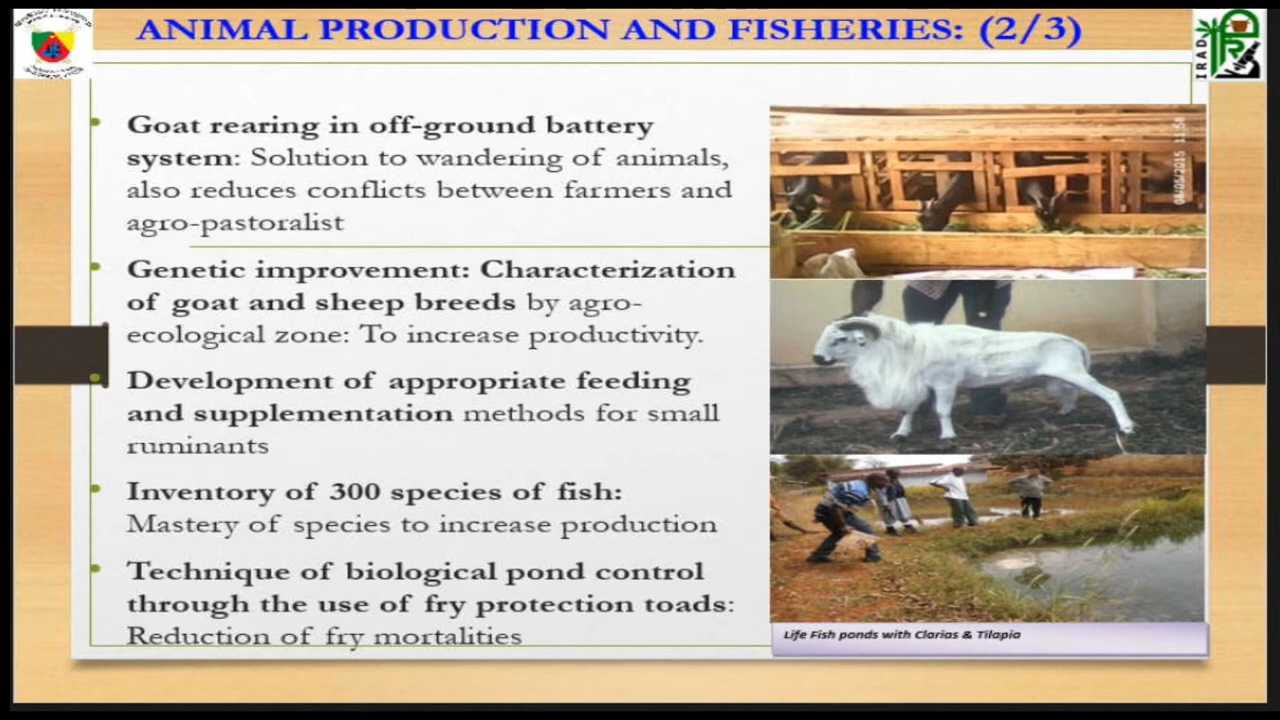 ANIMAL PRODUCTION AND FISHERIES: (2/3)
IRAD
Goat rearing in off-ground battery
system: Solution to wandering of animals,
also reduces conflicts between farmers and
agro-pastoralist
Genetic improvement: Characterization
of goat and sheep breeds by agro-
ecological zone: To increase productivity.
Development of appropriate feeding
and supplementation methods for small
ruminants
Inventory of 300 species of fish:
Mastery of species to increase production
Technique of biological pond control
through the use of fry protection toads:
Reduction of fry mortalities
Life Fish ponds with Clarias & Tilapia